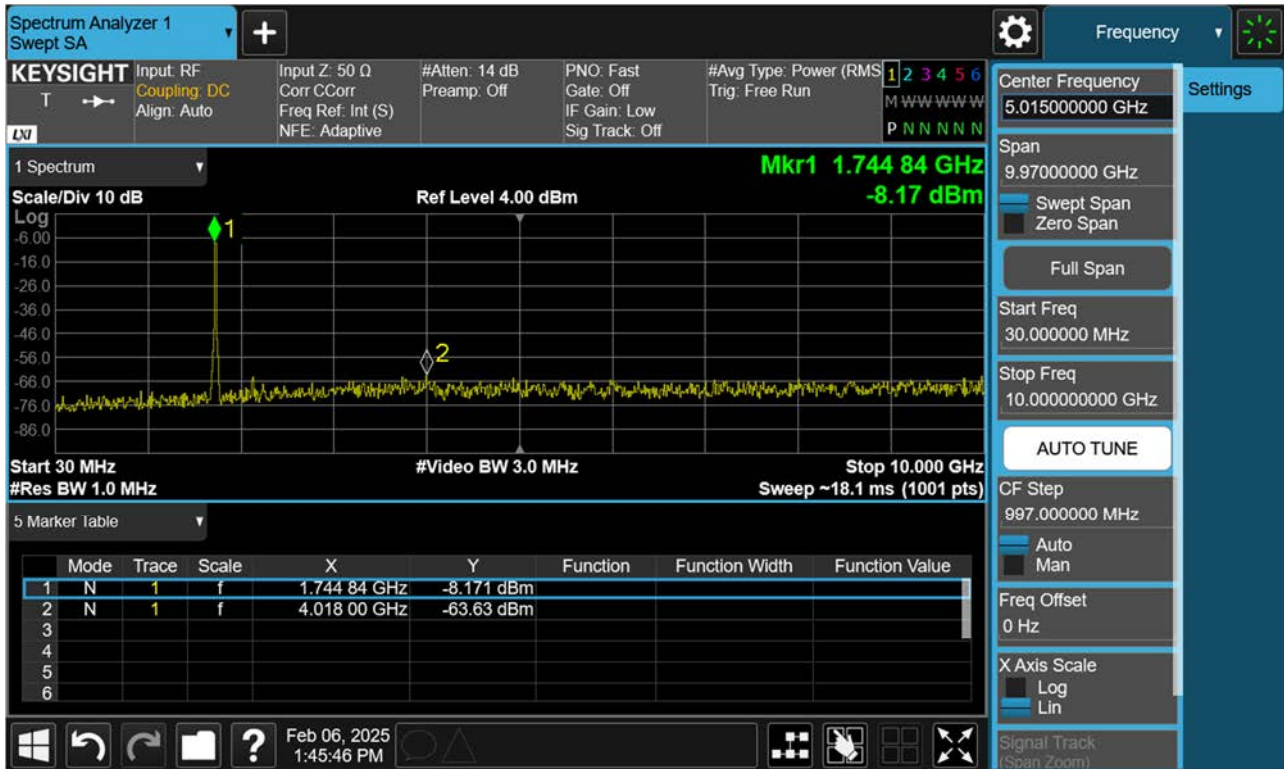 Spectrum Analyzer 1
Swept SA
+
Frequency
KEYSIGHT
T
LXI
Input: RF
Coupling: DC
Align: Auto
Input Z: 50 Ω
Corr CCorr
Freq Ref: Int (S)
NFE: Adaptive
#Atten: 14 dB
Preamp: Off
PNO: Fast
Gate: Off
IF Gain: Low
Sig Track: Off
#Avg Type: Power (RMS
Trig: Free Run
1 2 3 4 5 6
M W W W W W
P N N N N N
1 Spectrum
Mkr1 1.744 84 GHz
Scale/Div 10 dB
Ref Level 4.00 dBm
-8.17 dBm
Log
1
-6.00
-16.0
-26.0
-36.0
-46.0
2
-56.0
-66.0
-76.0
-86.0
Start 30 MHz
#Video BW 3.0 MHz
Stop 10.000 GHz
#Res BW 1.0 MHz
Sweep ~18.1 ms (1001 pts)
5 Marker Table
Mode Trace Scale X Y Function Function Width Function Value
1 N 1 f 1.744 84 GHz -8.171 dBm
2 N 1 f 4.018 00 GHz -63.63 dBm
3
4
5
6
?
Feb 06, 2025
1:45:46 PM
Center Frequency
5.015000000 GHz
Settings
Span
9.97000000 GHz
Swept Span
Zero Span
Full Span
Start Freq
30.000000 MHz
Stop Freq
10.000000000 GHz
AUTO TUNE
CF Step
997.000000 MHz
Auto
Man
Freq Offset
0 Hz
X Axis Scale
Log
Lin
Signal Track
(Span Zoom)